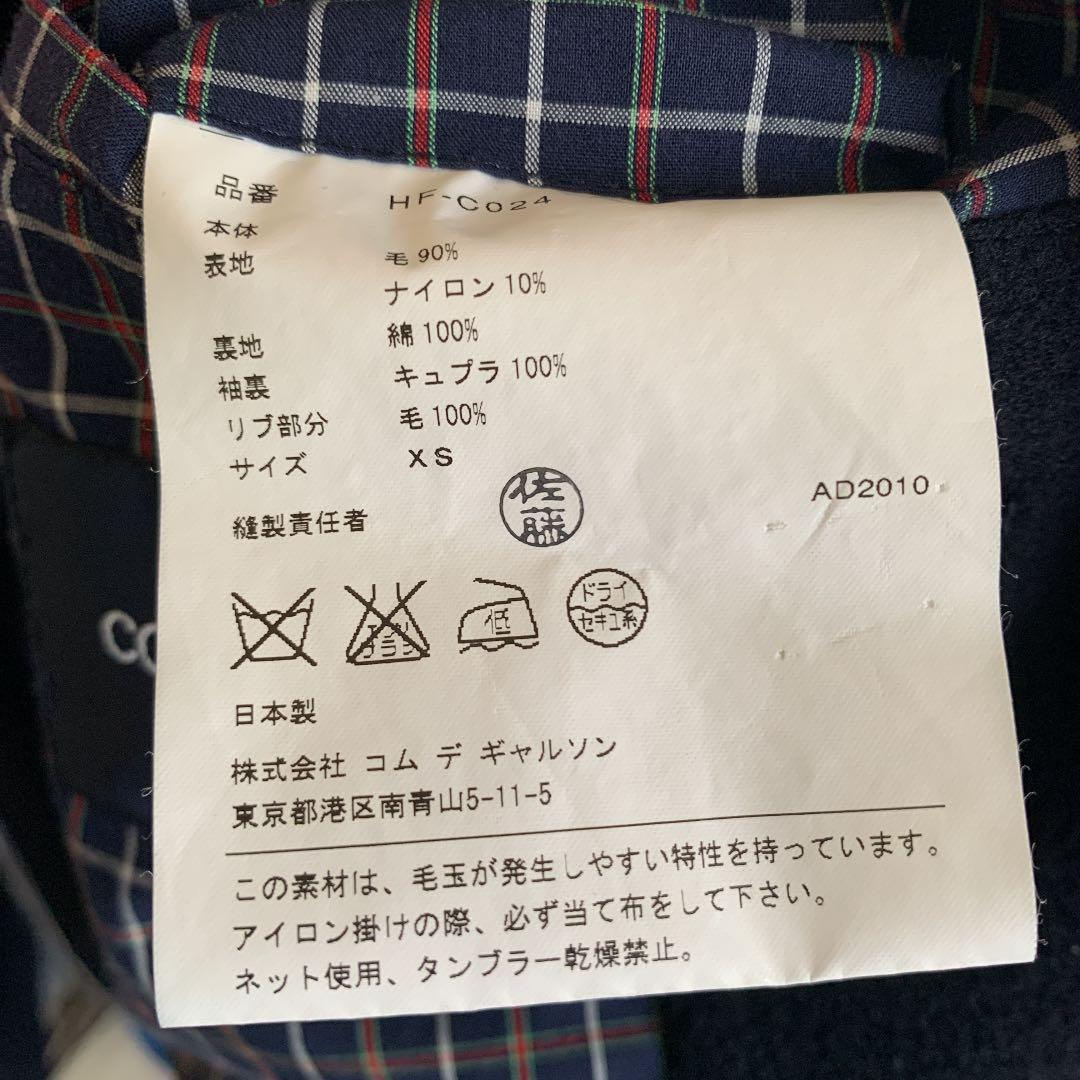 品番 HF-C024
本体
表地 毛 90%
ナイロン 10%
裏地 綿 100%
袖裏 キュプラ 100%
リブ部分 毛 100%
サイズ XS
縫製責任者 佐藤 AD2010
エンソサラシ
低
ドライ
セキユ系
日本製
株式会社 コム デ ギャルソン
東京都港区南青山5-11-5
この素材は、毛玉が発生しやすい特性を持っています。
アイロン掛けの際、必ず当て布をして下さい。
ネット使用、タンブラー乾燥禁止。